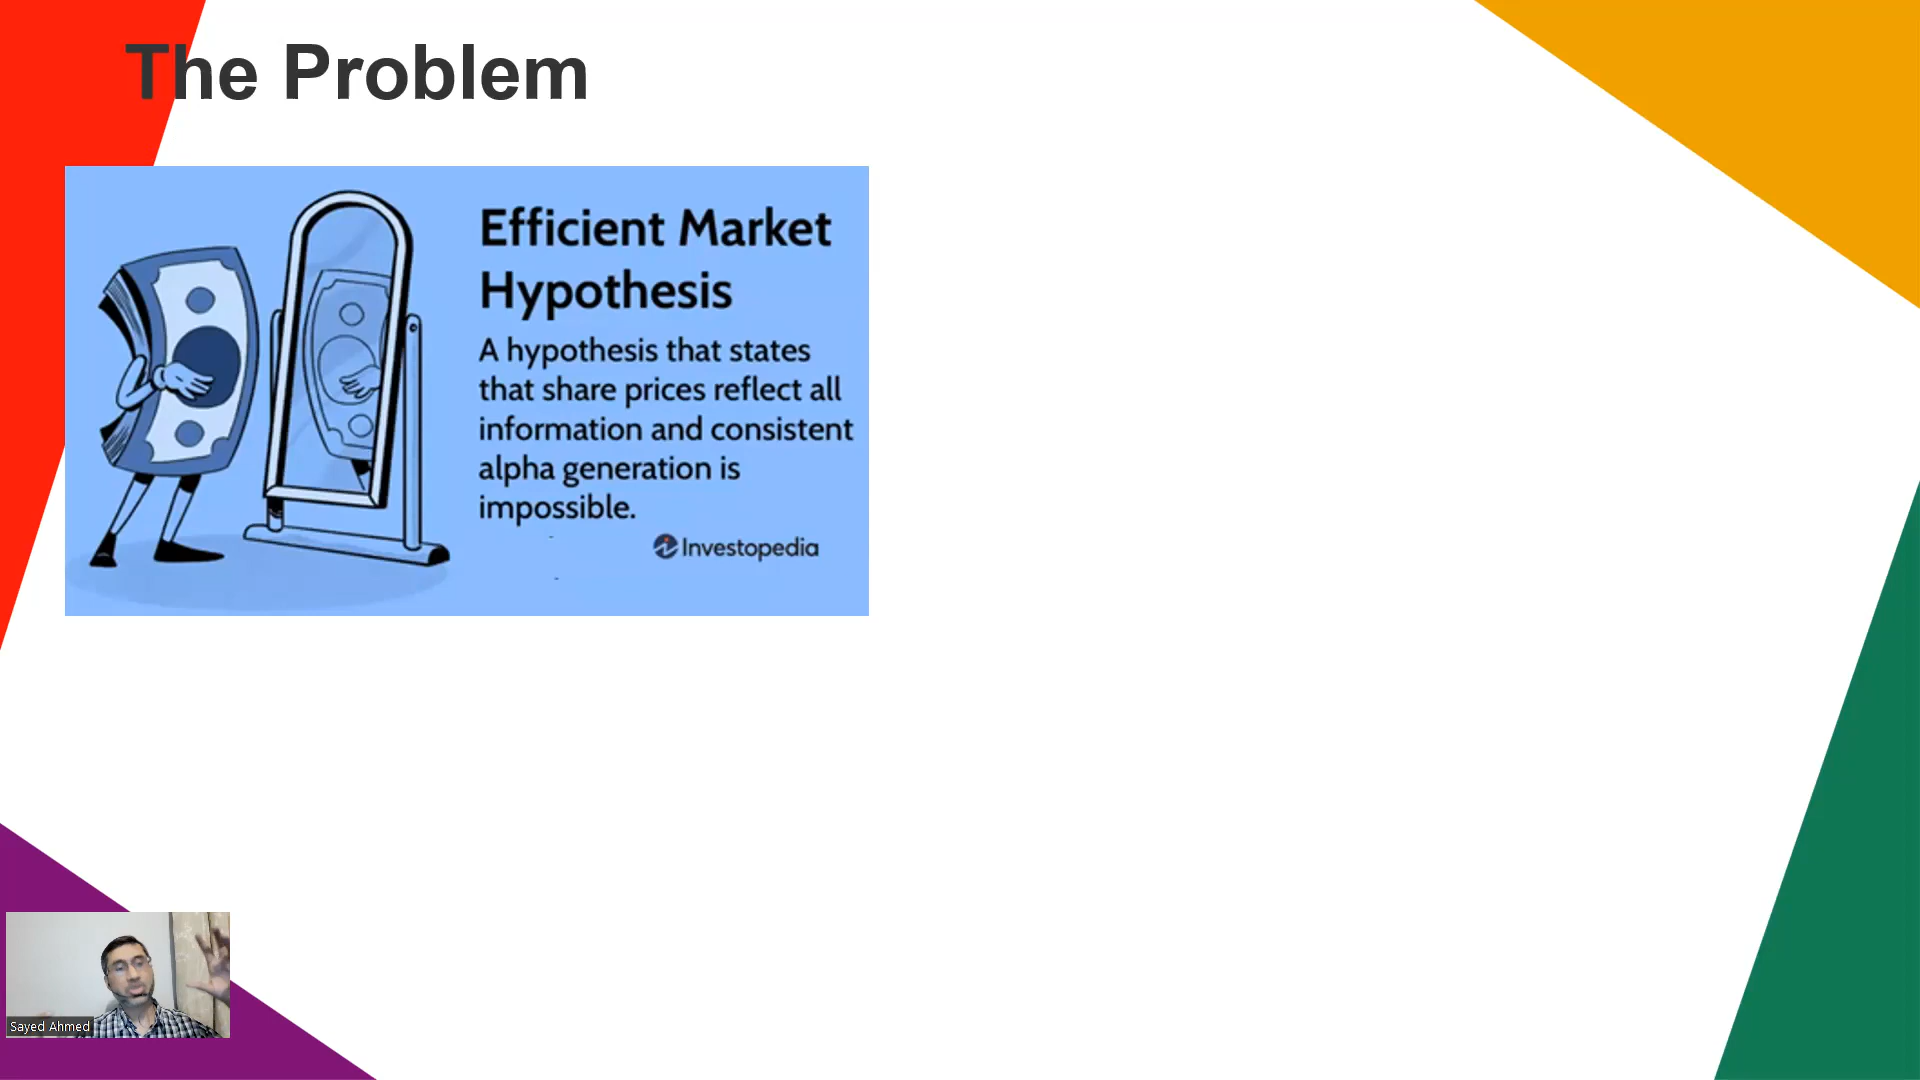 The Problem
Efficient Market
Hypothesis
A hypothesis that states
that share prices reflect all
information and consistent
alpha generation is
impossible.
Investopedia
Sayed Ahmed